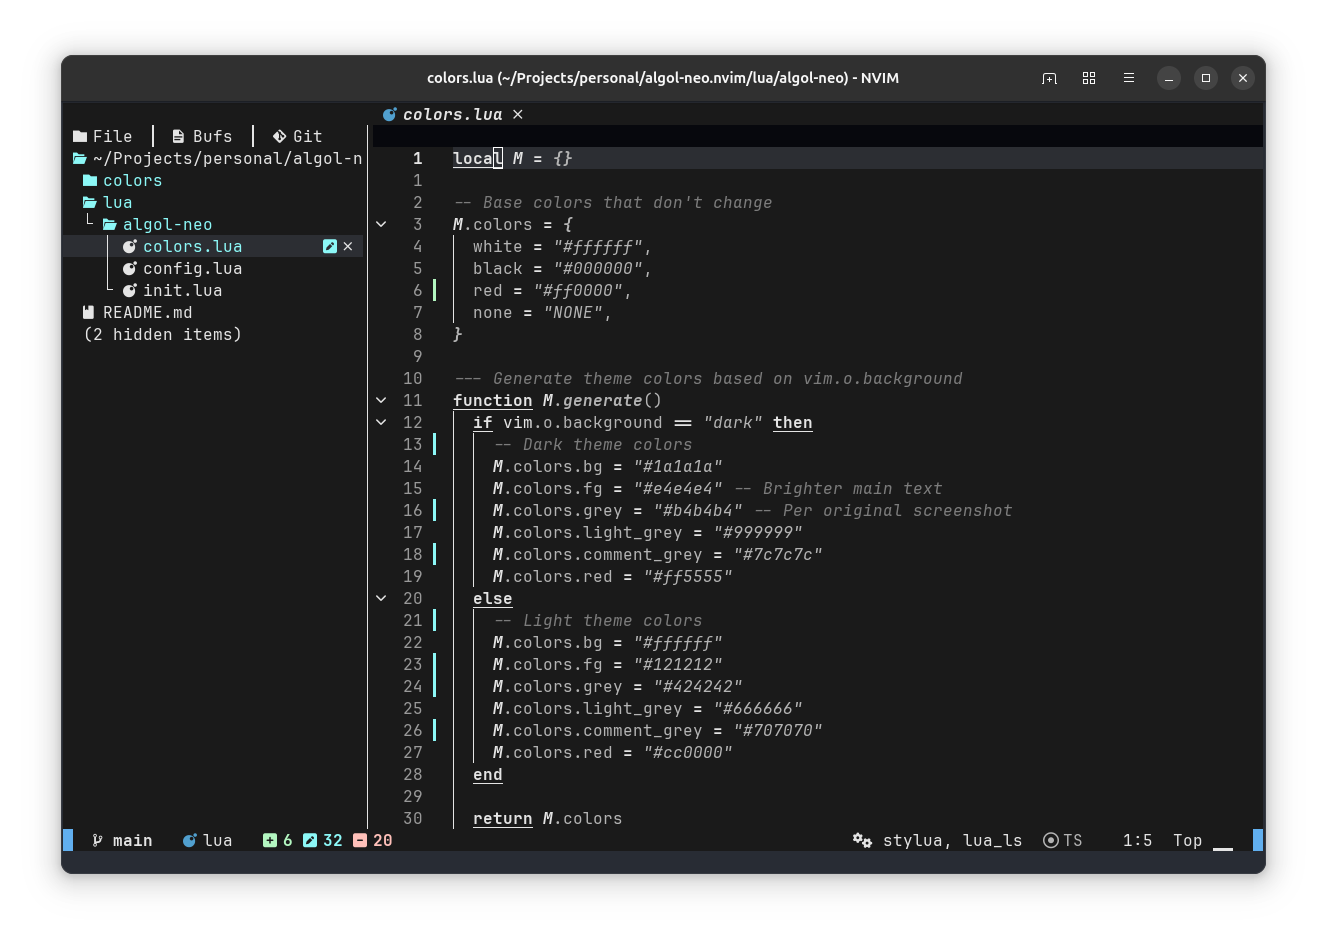 colors.lua (~/Projects/personal/algol-neo.nvim/lua/algol-neo) - NVIM
colors.lua ×
File | Bufs | Git
~/Projects/personal/algol-n
colors
lua
algol-neo
colors.lua
config.lua
init.lua
README.md
(2 hidden items)
1 local M = {}
1
2 -- Base colors that don't change
3 M.colors = {
4 white = "#ffffff",
5 black = "#000000",
6 red = "#ff0000",
7 none = "NONE",
8 }
9
10 --- Generate theme colors based on vim.o.background
11 function M.generate()
12 if vim.o.background == "dark" then
13 -- Dark theme colors
14 M.colors.bg = "#1a1a1a"
15 M.colors.fg = "#e4e4e4" -- Brighter main text
16 M.colors.grey = "#b4b4b4" -- Per original screenshot
17 M.colors.light_grey = "#999999"
18 M.colors.comment_grey = "#7c7c7c"
19 M.colors.red = "#ff5555"
20 else
21 -- Light theme colors
22 M.colors.bg = "#ffffff"
23 M.colors.fg = "#121212"
24 M.colors.grey = "#424242"
25 M.colors.light_grey = "#666666"
26 M.colors.comment_grey = "#707070"
27 M.colors.red = "#cc0000"
28 end
29
30 return M.colors
main lua 6 32 20 stylua, lua_ls TS 1:5 Top